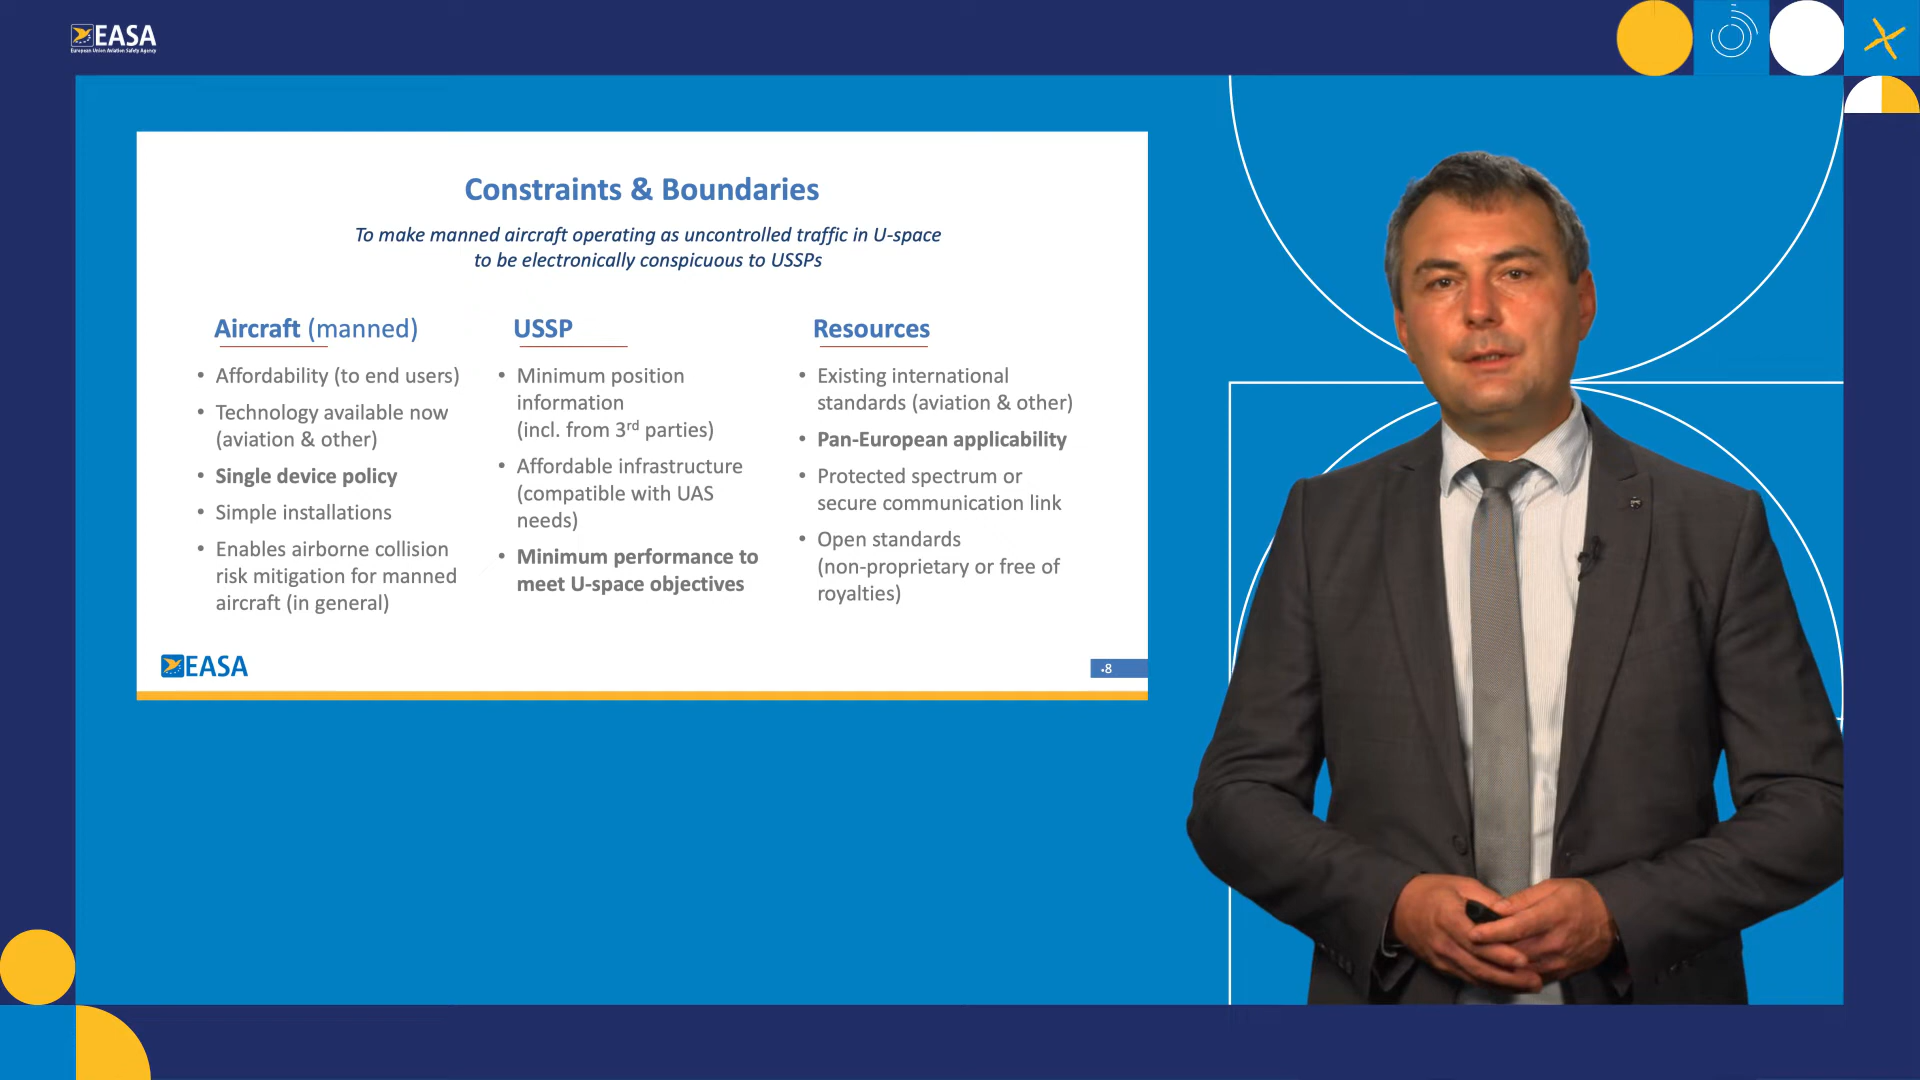 EASA
European Union Aviation Safety Agency
Constraints & Boundaries
To make manned aircraft operating as uncontrolled traffic in U-space
to be electronically conspicuous to USSPs
Aircraft (manned)
• Affordability (to end users)
• Technology available now
(aviation & other)
• Single device policy
• Simple installations
• Enables airborne collision
risk mitigation for manned
aircraft (in general)
USSP
• Minimum position
information
(incl. from 3rd parties)
• Affordable infrastructure
(compatible with UAS
needs)
• Minimum performance to
meet U-space objectives
Resources
• Existing international
standards (aviation & other)
• Pan-European applicability
• Protected spectrum or
secure communication link
• Open standards
(non-proprietary or free of
royalties)
EASA
•8